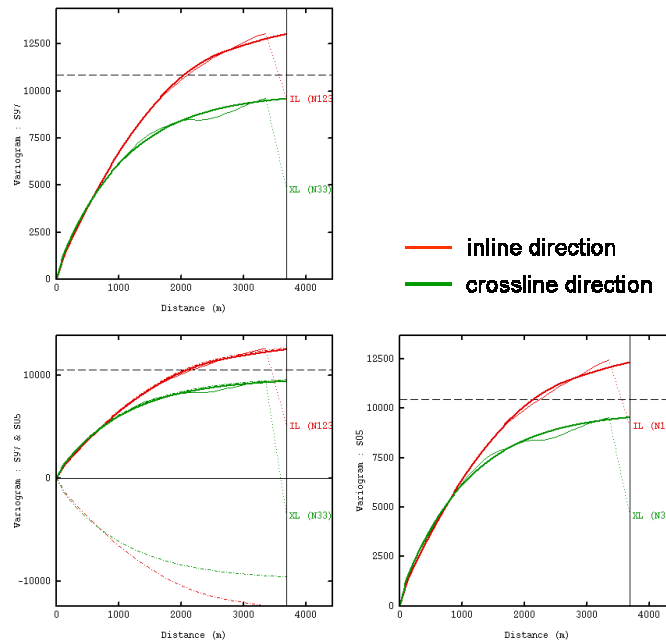 12500
10000
7500
5000
2500
0
Variogram : S97
IL (N123
XL (N33)
0 1000 2000 3000 4000
Distance (m)
inline direction
crossline direction
10000
0
-10000
Variogram : S97 & S05
IL (N123
XL (N33)
0 1000 2000 3000 4000
Distance (m)
12500
10000
7500
5000
2500
0
Variogram : S05
IL (N1
XL (N3
0 1000 2000 3000 4000
Distance (m)